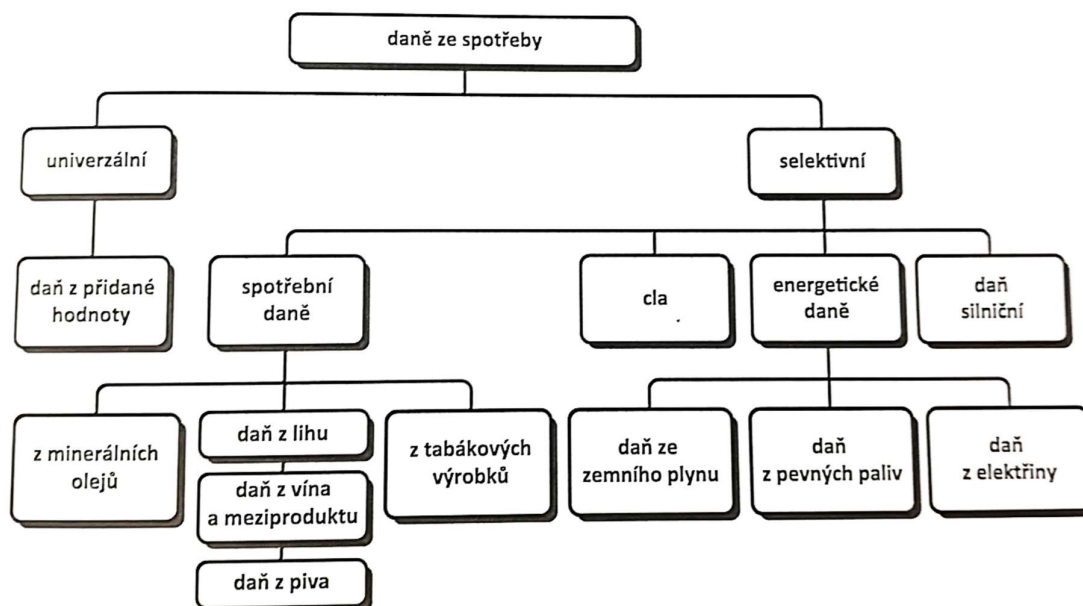 daně ze spotřeby
univerzální
selektivní
daň z přidané
hodnoty
spotřební
daně
cla
energetické
daně
daň
silniční
z minerálních
olejů
daň z lihu
daň z vína
a meziproduktu
daň z piva
z tabákových
výrobků
daň ze
zemního plynu
daň
z pevných paliv
daň
z elektřiny